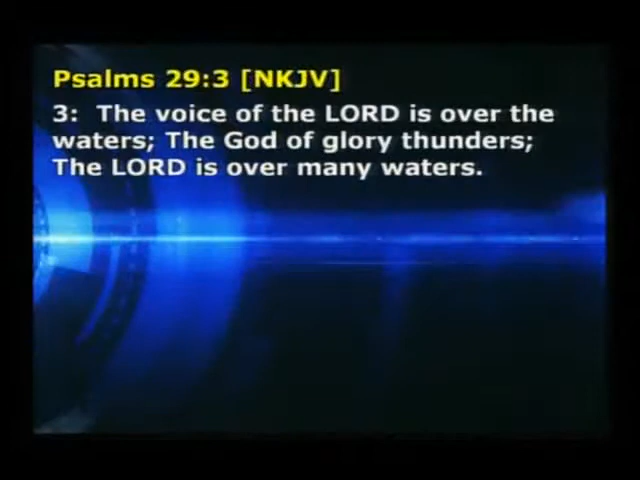 Psalms 29:3 [NKJV]
3: The voice of the LORD is over the
waters; The God of glory thunders;
The LORD is over many waters.